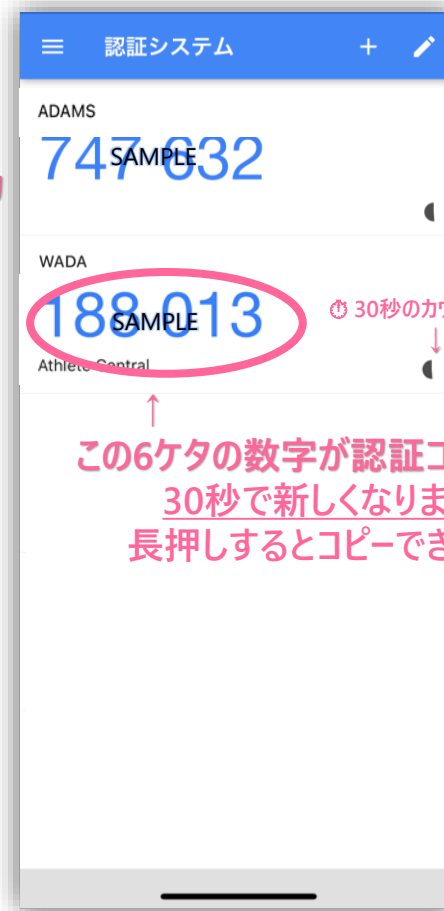 認証システム
ADAMS
747 632
SAMPLE
WADA
188 013
SAMPLE
30秒のカウ
↓
Athlete Central
↑
この6ケタの数字が認証コ
30秒で新しくなりま
長押しするとコピーでき